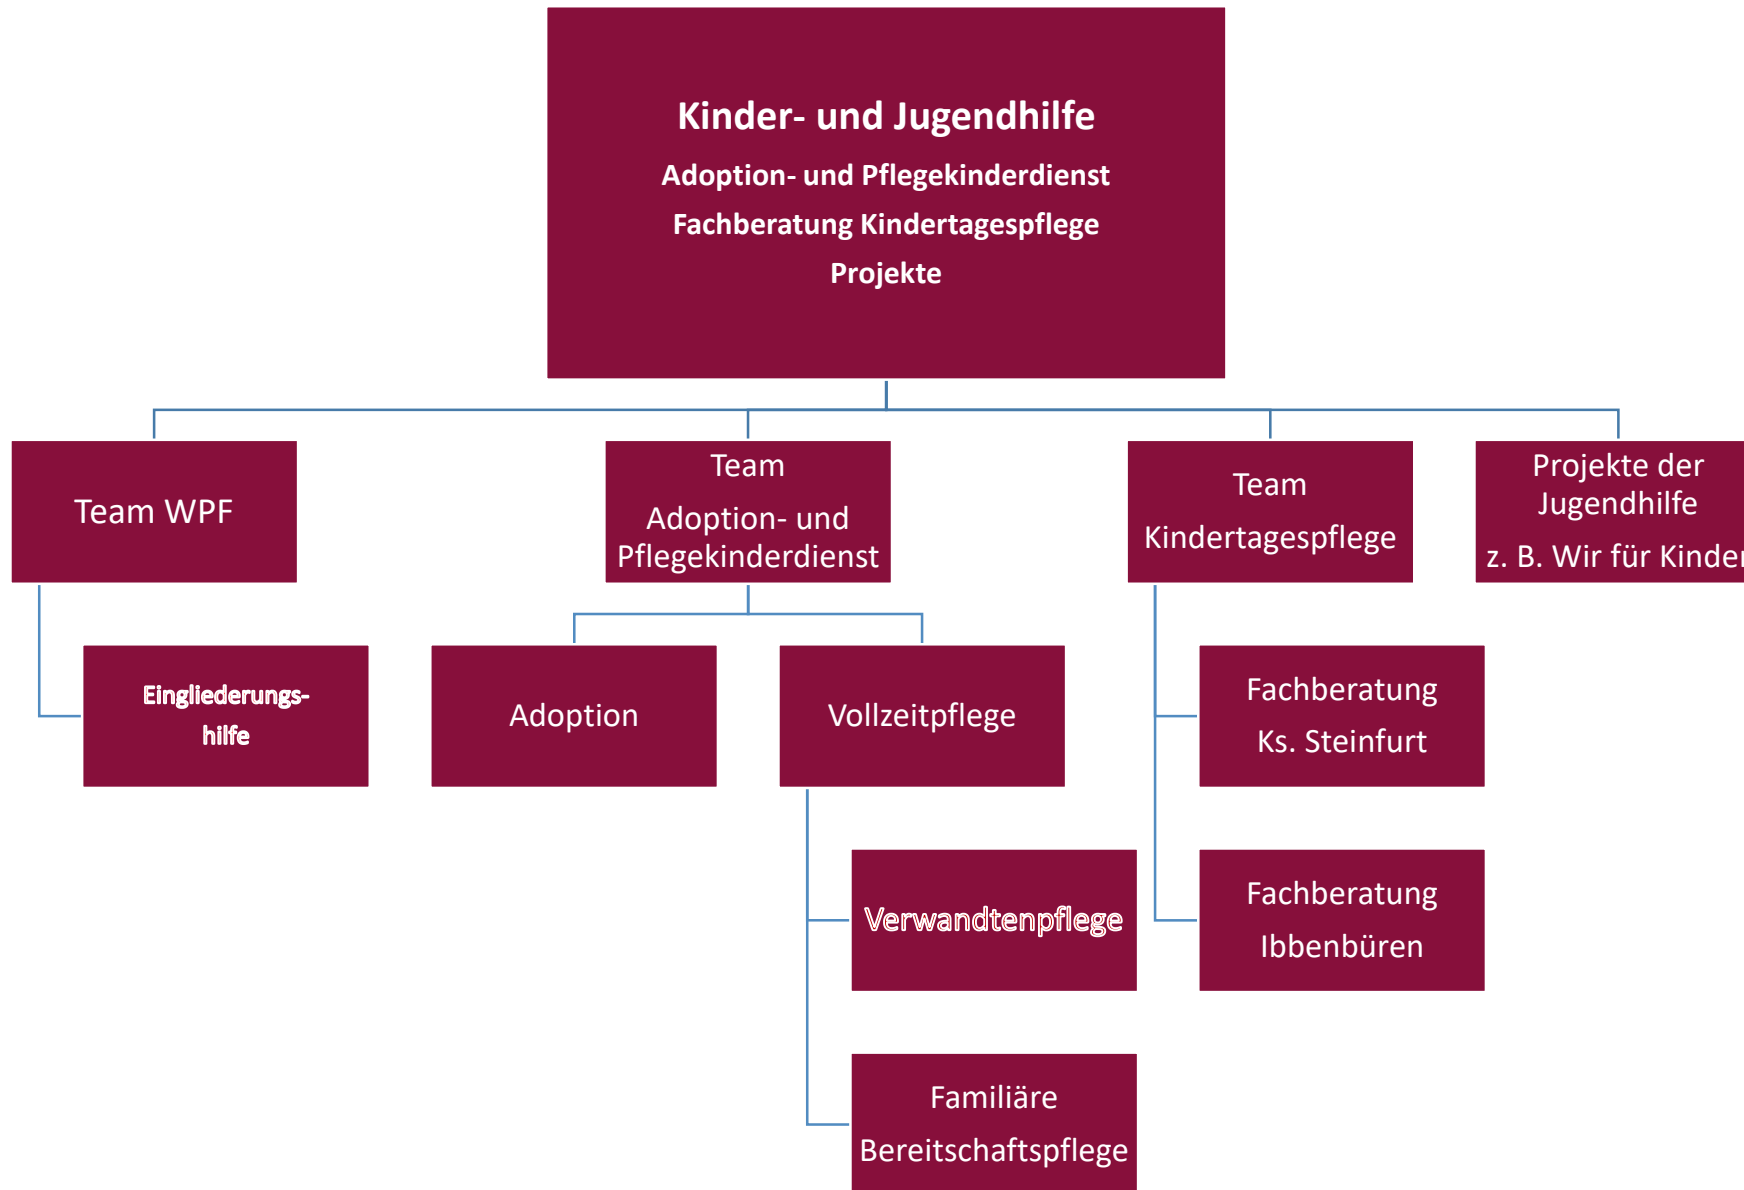 Kinder- und Jugendhilfe
Adoption- und Pflegekinderdienst
Fachberatung Kindertagespflege
Projekte
Team WPF
Team
Adoption- und
Pflegekinderdienst
Team
Kindertagespflege
Projekte der
Jugendhilfe
z. B. Wir für Kinder
Eingliederungs-
hilfe
Adoption
Vollzeitpflege
Fachberatung
Ks. Steinfurt
Verwandtenpflege
Fachberatung
Ibbenbüren
Familiäre
Bereitschaftspflege